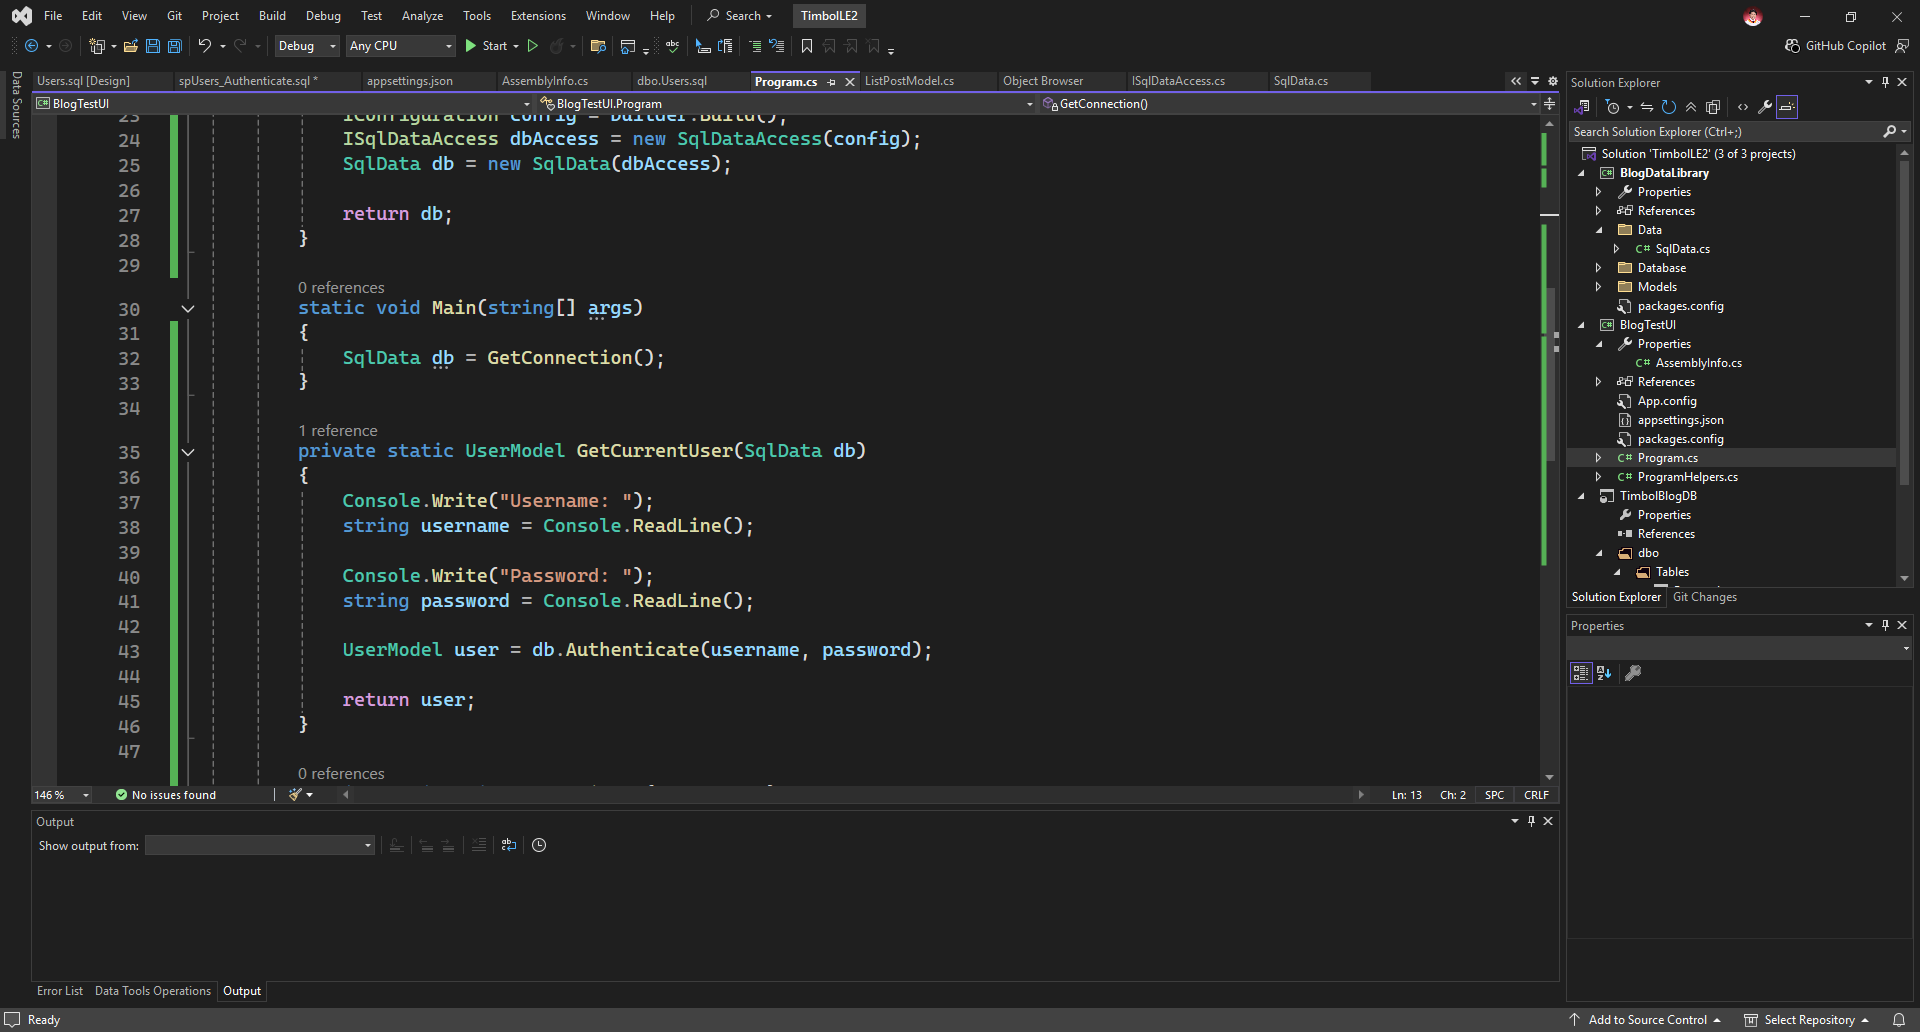 File Edit View Git Project Build Debug Test Analyze Tools Extensions Window Help Search TimbolLE2
Debug Any CPU Start GitHub Copilot
Data Sources
Users.sql [Design] spUsers_Authenticate.sql * appsettings.json AssemblyInfo.cs dbo.Users.sql Program.cs ListPostModel.cs Object Browser ISqlDataAccess.cs SqlData.cs
BlogTestUI BlogTestUI.Program GetConnection()
23 IConfiguration config = builder.Build();
24 ISqlDataAccess dbAccess = new SqlDataAccess(config);
25 SqlData db = new SqlData(dbAccess);
26
27 return db;
28 }
29
0 references
30 static void Main(string[] args)
31 {
32 SqlData db = GetConnection();
33 }
34
1 reference
35 private static UserModel GetCurrentUser(SqlData db)
36 {
37 Console.Write("Username: ");
38 string username = Console.ReadLine();
39
40 Console.Write("Password: ");
41 string password = Console.ReadLine();
42
43 UserModel user = db.Authenticate(username, password);
44
45 return user;
46 }
47
0 references
146 % No issues found Ln: 13 Ch: 2 SPC CRLF
Output
Show output from:
Error List Data Tools Operations Output
Solution Explorer
Search Solution Explorer (Ctrl+;)
Solution 'TimbolLE2' (3 of 3 projects)
BlogDataLibrary
Properties
References
Data
C# SqlData.cs
Database
Models
packages.config
BlogTestUI
Properties
C# AssemblyInfo.cs
References
App.config
appsettings.json
packages.config
C# Program.cs
C# ProgramHelpers.cs
TimbolBlogDB
Properties
References
dbo
Tables
Solution Explorer Git Changes
Properties
Ready Add to Source Control Select Repository